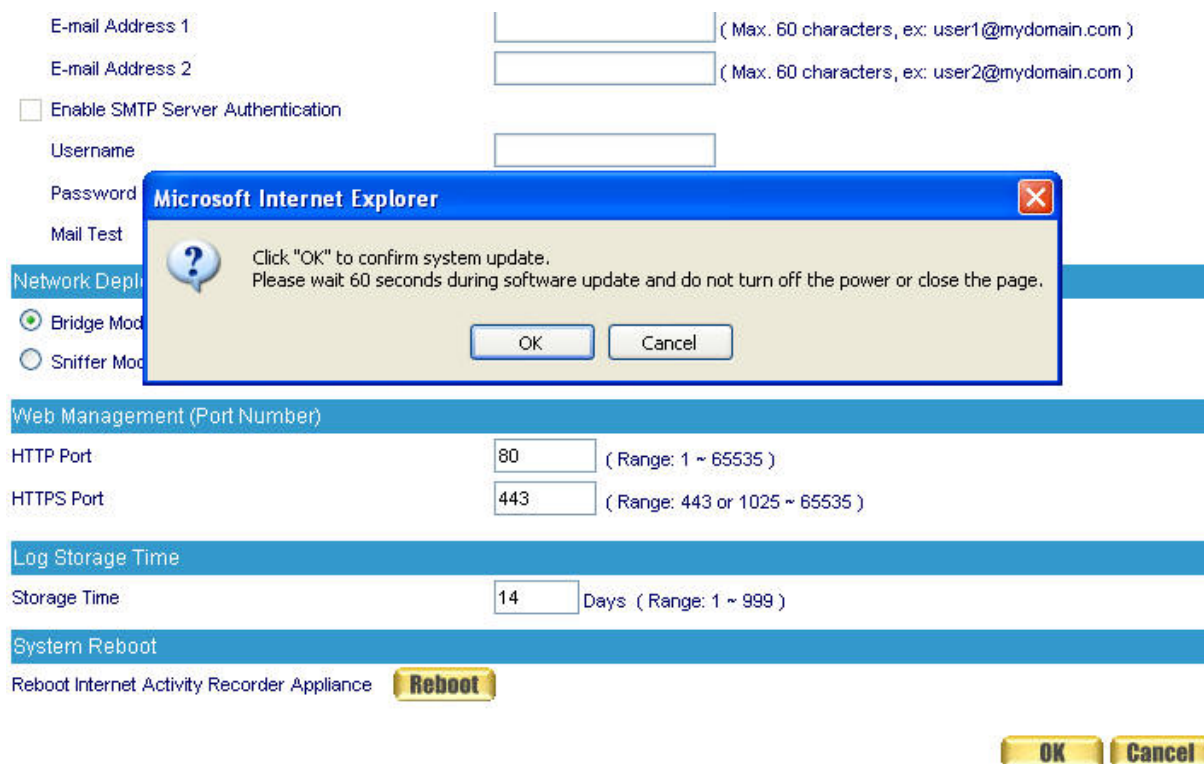 E-mail Address 1 ( Max. 60 characters, ex: user1@mydomain.com )
E-mail Address 2 ( Max. 60 characters, ex: user2@mydomain.com )
Enable SMTP Server Authentication
Username
Password
Microsoft Internet Explorer
Mail Test
Click "OK" to confirm system update.
Please wait 60 seconds during software update and do not turn off the power or close the page.
OK Cancel
Network Depl
Bridge Mod
Sniffer Mod
Web Management (Port Number)
HTTP Port 80 ( Range: 1 ~ 65535 )
HTTPS Port 443 ( Range: 443 or 1025 ~ 65535 )
Log Storage Time
Storage Time 14 Days ( Range: 1 ~ 999 )
System Reboot
Reboot Internet Activity Recorder Appliance Reboot
OK Cancel